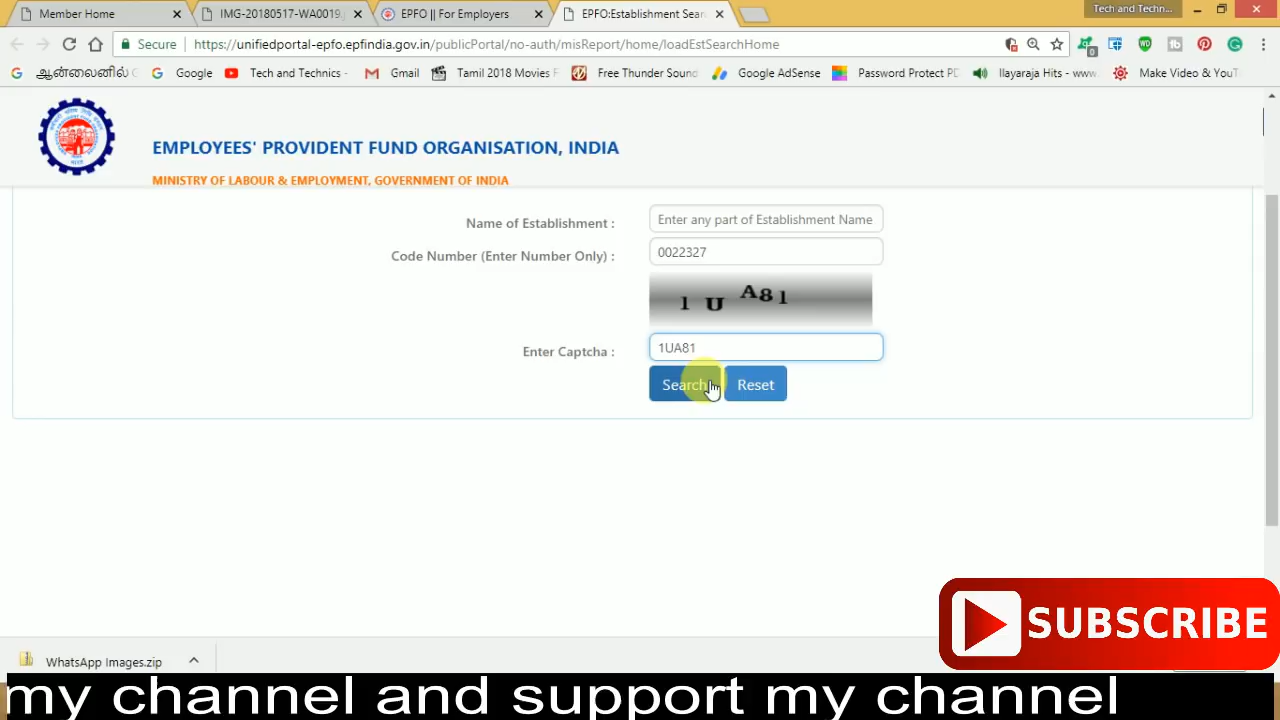 Member Home
IMG-20180517-WA0019.j
EPFO || For Employers
EPFO:Establishment Sear
Tech and Techn...
Secure
https://unifiedportal-epfo.epfindia.gov.in/publicPortal/no-auth/misReport/home/loadEstSearchHome
0
ஆன்லைனில் G
Google
Tech and Technics -
Gmail
Tamil 2018 Movies F
Free Thunder Sound
Google AdSense
Password Protect PD
Ilayaraja Hits - www.
Make Video & YouT
EMPLOYEES' PROVIDENT FUND ORGANISATION, INDIA
MINISTRY OF LABOUR & EMPLOYMENT, GOVERNMENT OF INDIA
Name of Establishment :
Enter any part of Establishment Name
Code Number (Enter Number Only) :
0022327
1 U A81
Enter Captcha :
1UA81
Search
Reset
SUBSCRIBE
WhatsApp Images.zip
my channel and support my channel